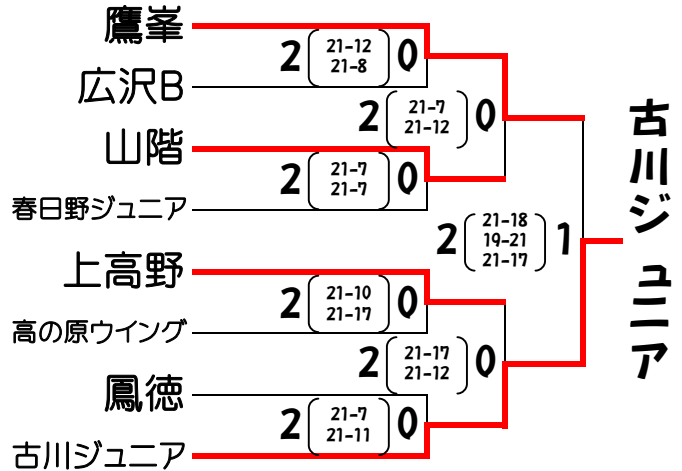 鷹峯
2 21-12 0
21-8
広沢B
2 21-7 0
21-12
山階
2 21-7 0
21-7
春日野ジュニア
2 21-18 1
19-21
21-17
古川ジュニア
上高野
2 21-10 0
21-17
高の原ウイング
2 21-17 0
21-12
鳳徳
2 21-7 0
21-11
古川ジュニア